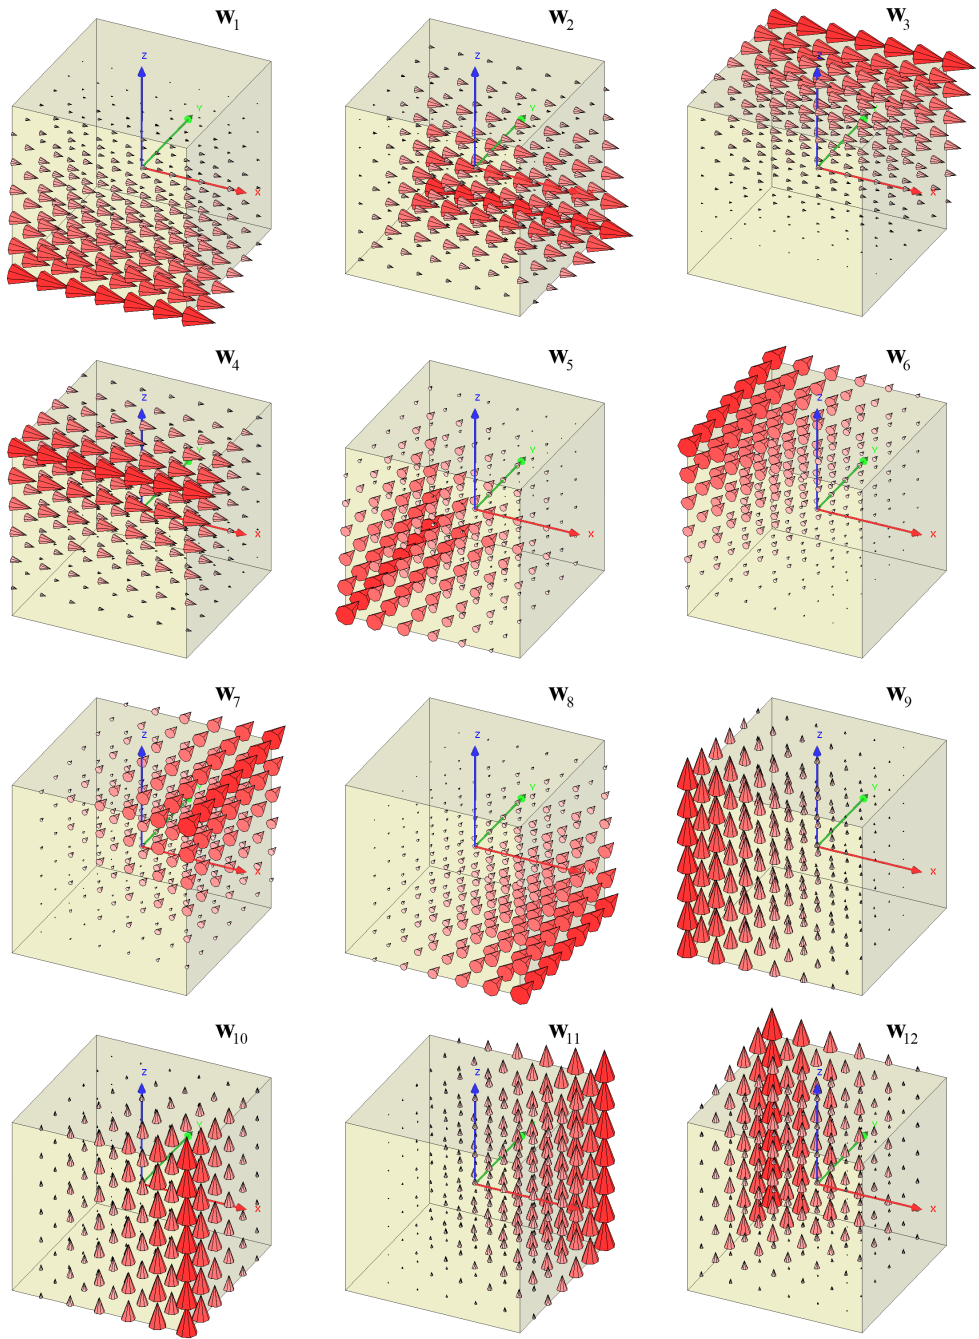 w1 w2 w3
z z z
Y Y Y
x x x
w4 w5 w6
z z z
Y Y Y
x x x
w7 w8 w9
z z z
Y Y Y
x x x
w10 w11 w12
z z z
Y Y Y
x x x